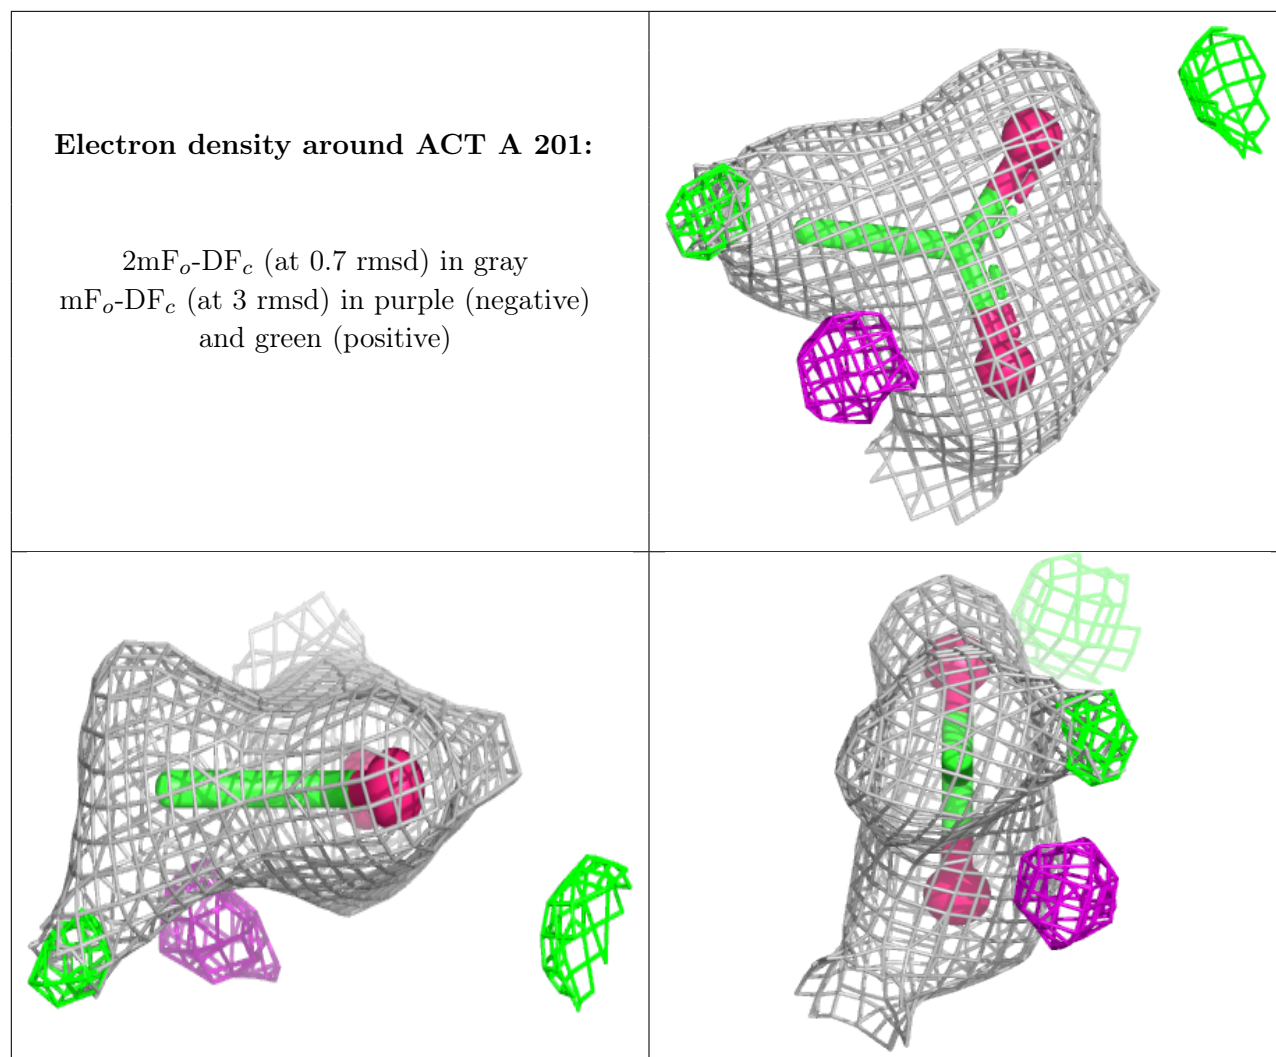 Electron density around ACT A 201:
2mFo-DFc (at 0.7 rmsd) in gray
mFo-DFc (at 3 rmsd) in purple (negative)
and green (positive)